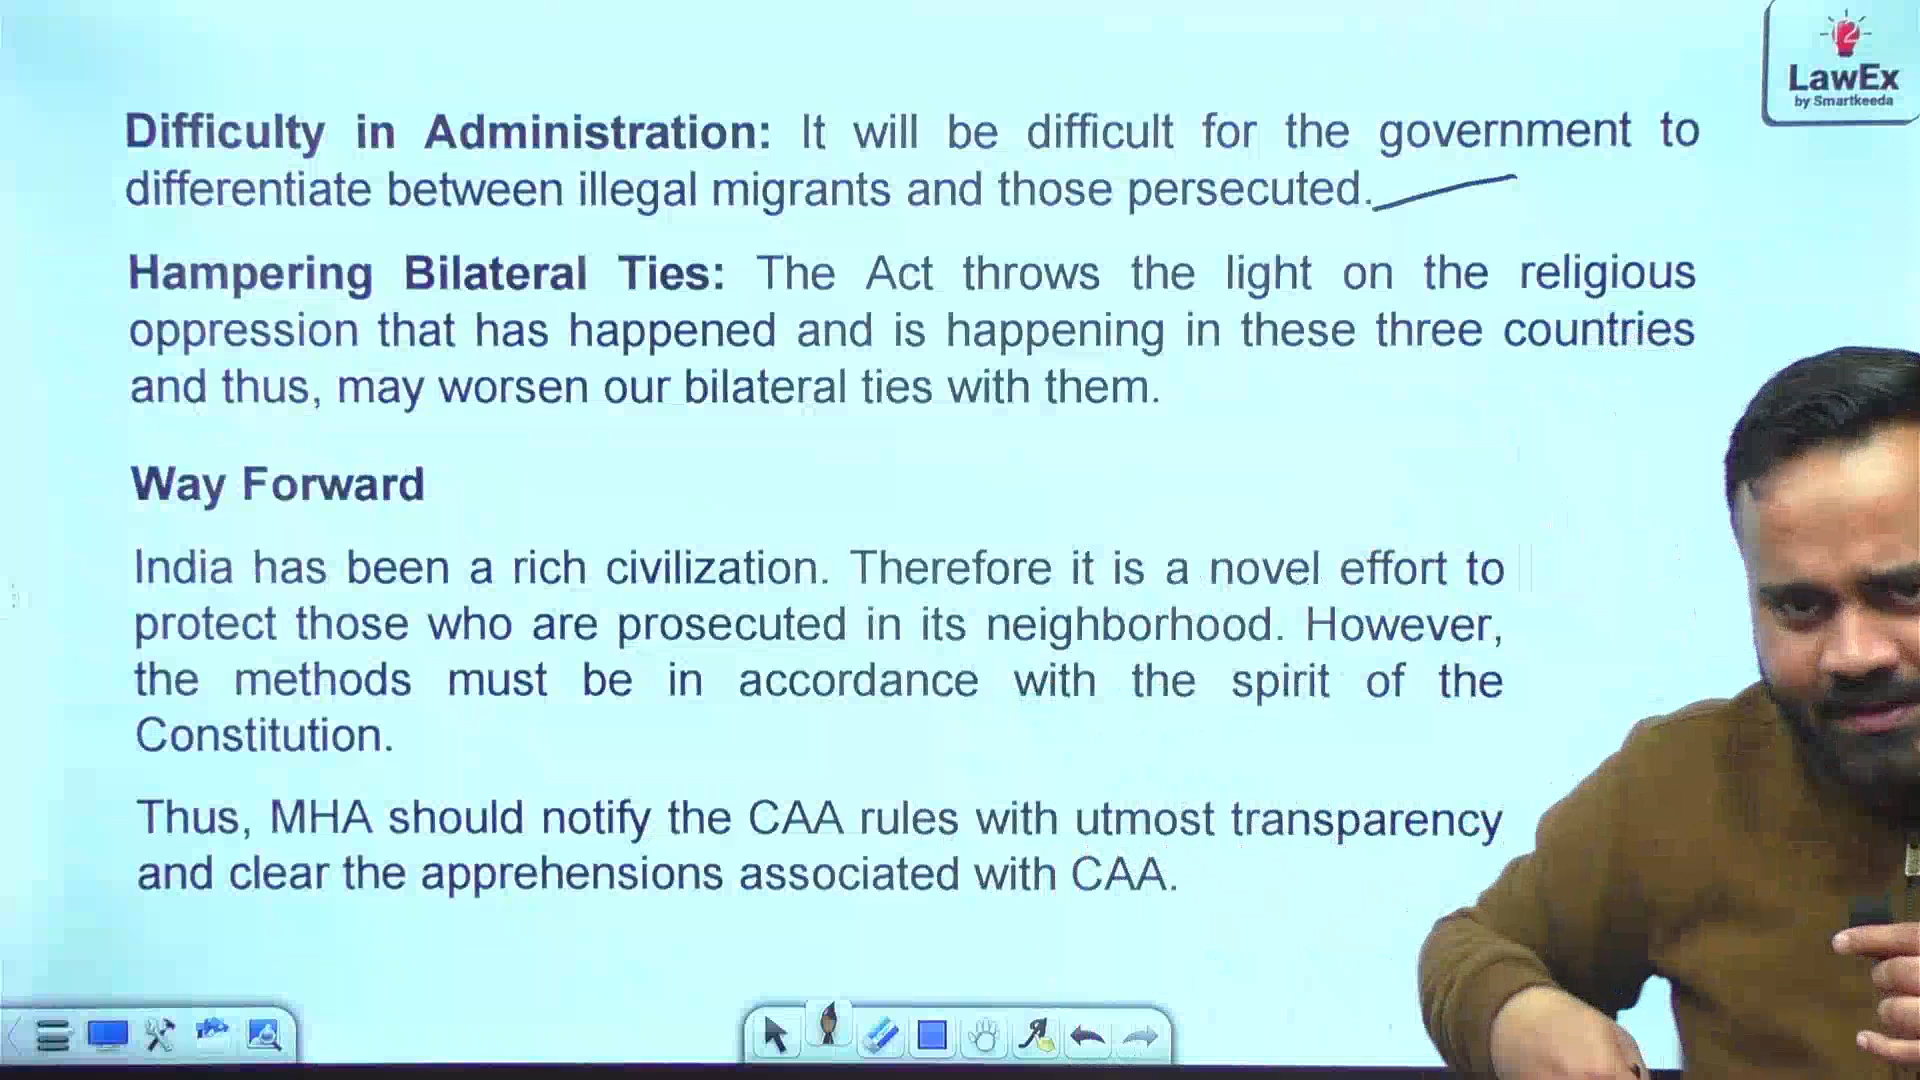 LawEx
by Smartkeeda
Difficulty in Administration: It will be difficult for the government to
differentiate between illegal migrants and those persecuted.
Hampering Bilateral Ties: The Act throws the light on the religious
oppression that has happened and is happening in these three countries
and thus, may worsen our bilateral ties with them.
Way Forward
India has been a rich civilization. Therefore it is a novel effort to
protect those who are prosecuted in its neighborhood. However,
the methods must be in accordance with the spirit of the
Constitution.
Thus, MHA should notify the CAA rules with utmost transparency
and clear the apprehensions associated with CAA.